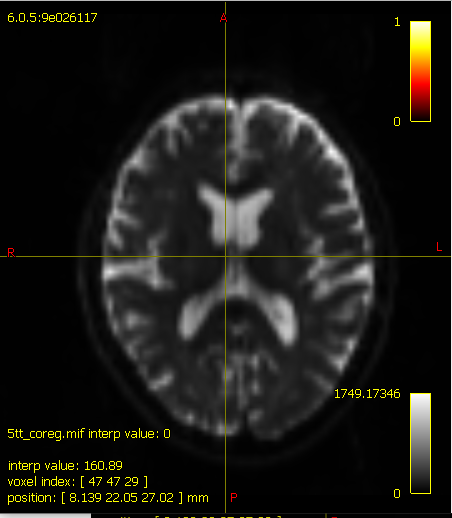 6.0.5:9e026117
A
1
0
R
L
1749.17346
5tt_coreg.mif interp value: 0
interp value: 160.89
voxel index: [ 47 47 29 ]
0
position: [ 8.139 22.05 27.02 ] mm
P